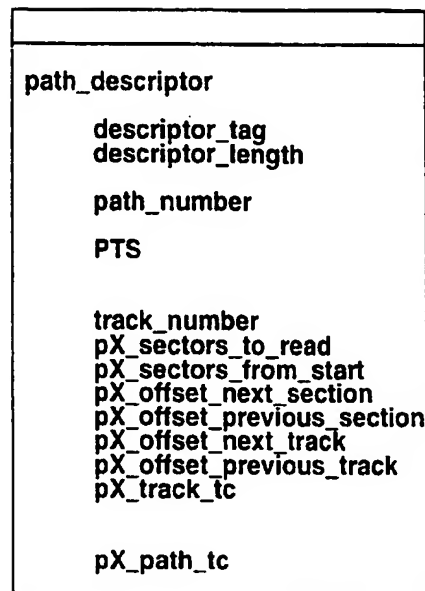 path_descriptor
descriptor_tag
descriptor_length
path_number
PTS
track_number
pX_sectors_to_read
pX_sectors_from_start
pX_offset_next_section
pX_offset_previous_section
pX_offset_next_track
pX_offset_previous_track
pX_track_tc
pX_path_tc